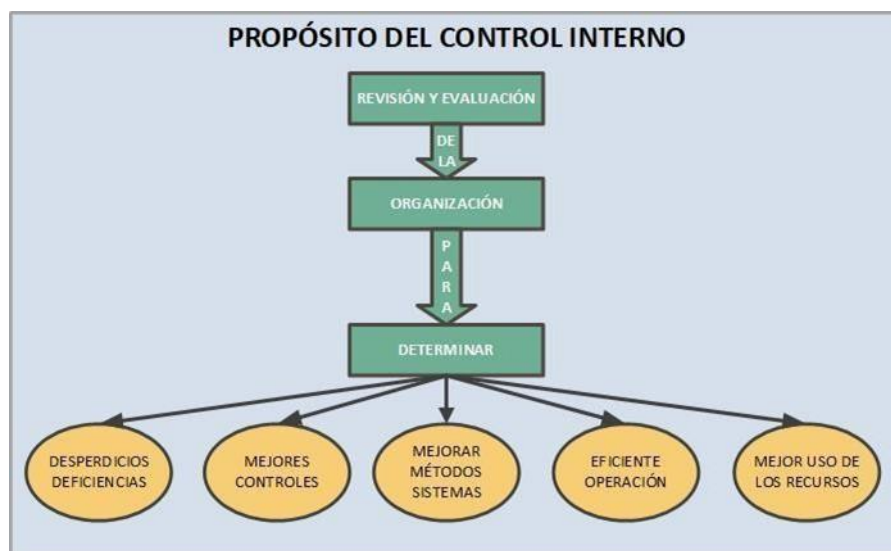 PROPÓSITO DEL CONTROL INTERNO
REVISIÓN Y EVALUACIÓN
DE
LA
ORGANIZACIÓN
P
A
R
A
DETERMINAR
DESPERDICIOS
DEFICIENCIAS
MEJORES
CONTROLES
MEJORAR
MÉTODOS
SISTEMAS
EFICIENTE
OPERACIÓN
MEJOR USO DE
LOS RECURSOS